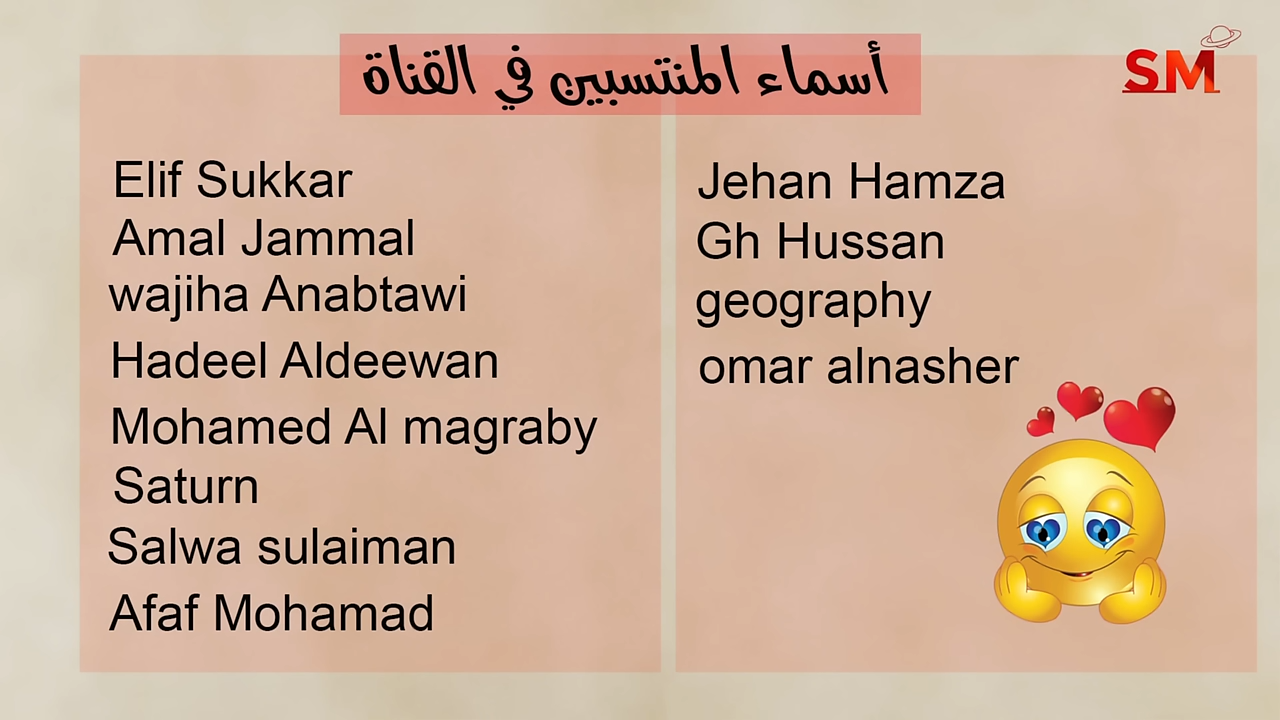 أسماء المنتسبين في القناة
SM
Elif Sukkar
Amal Jammal
wajiha Anabtawi
Hadeel Aldeewan
Mohamed Al magraby
Saturn
Salwa sulaiman
Afaf Mohamad
Jehan Hamza
Gh Hussan
geography
omar alnasher